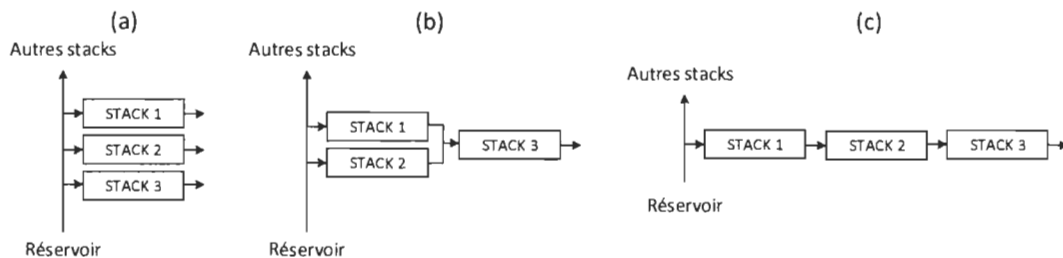 (a)
Autres stacks
STACK 1
STACK 2
STACK 3
Réservoir
(b)
Autres stacks
STACK 1
STACK 2
STACK 3
Réservoir
(c)
Autres stacks
STACK 1
STACK 2
STACK 3
Réservoir